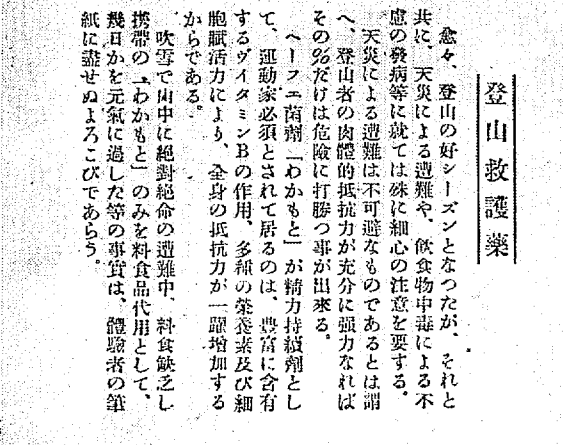 登山救護薬
愈々、登山の好シーズンとなつたが、それと
共に、天災による遭難や、飲食物中毒による不
慮の發病等に就ては殊に細心の注意を要する。
天災による遭難は不可避なものであるとは謂
へ、登山者の肉體的抵抗力が充分に强力なれば
その％だけは危險に打勝つ事が出來る。
ヘーフエ菌劑「わかもと」が精力持續劑とし
て、運動家必須とされて居るのは、豊富に含有
するヴイタミンBの作用、多種の榮養素及び細
胞賦活力により、全身の抵抗力が一躍增加する
からである。
吹雪で山中に絕對絕命の遭難中、料食缺乏し
携帶の「わかもと」のみを料食品代用として、
幾日かを元氣に過した等の事實は、體驗者の筆
紙に盡せぬよろこびであらう。